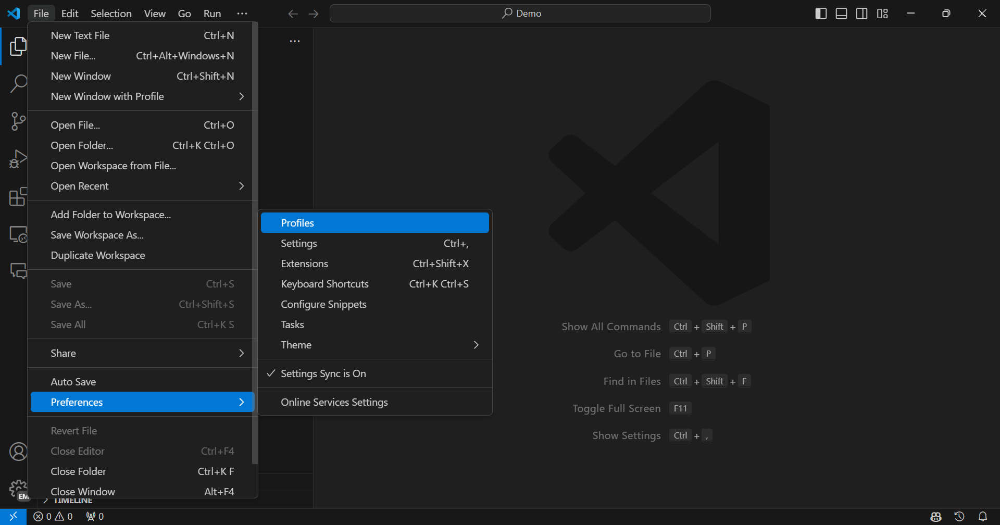 File Edit Selection View Go Run ··· Demo
New Text File Ctrl+N
New File... Ctrl+Alt+Windows+N
New Window Ctrl+Shift+N
New Window with Profile
Open File... Ctrl+O
Open Folder... Ctrl+K Ctrl+O
Open Workspace from File...
Open Recent
Add Folder to Workspace...
Save Workspace As...
Duplicate Workspace
Save Ctrl+S
Save As... Ctrl+Shift+S
Save All Ctrl+K S
Share
Auto Save
Preferences
Revert File
Close Editor Ctrl+F4
Close Folder Ctrl+K F
Close Window Alt+F4
Profiles
Settings Ctrl+,
Extensions Ctrl+Shift+X
Keyboard Shortcuts Ctrl+K Ctrl+S
Configure Snippets
Tasks
Theme
Settings Sync is On
Online Services Settings
Show All Commands Ctrl + Shift + P
Go to File Ctrl + P
Find in Files Ctrl + Shift + F
Toggle Full Screen F11
Show Settings Ctrl + ,
EM
TIMELINE
0 0 0